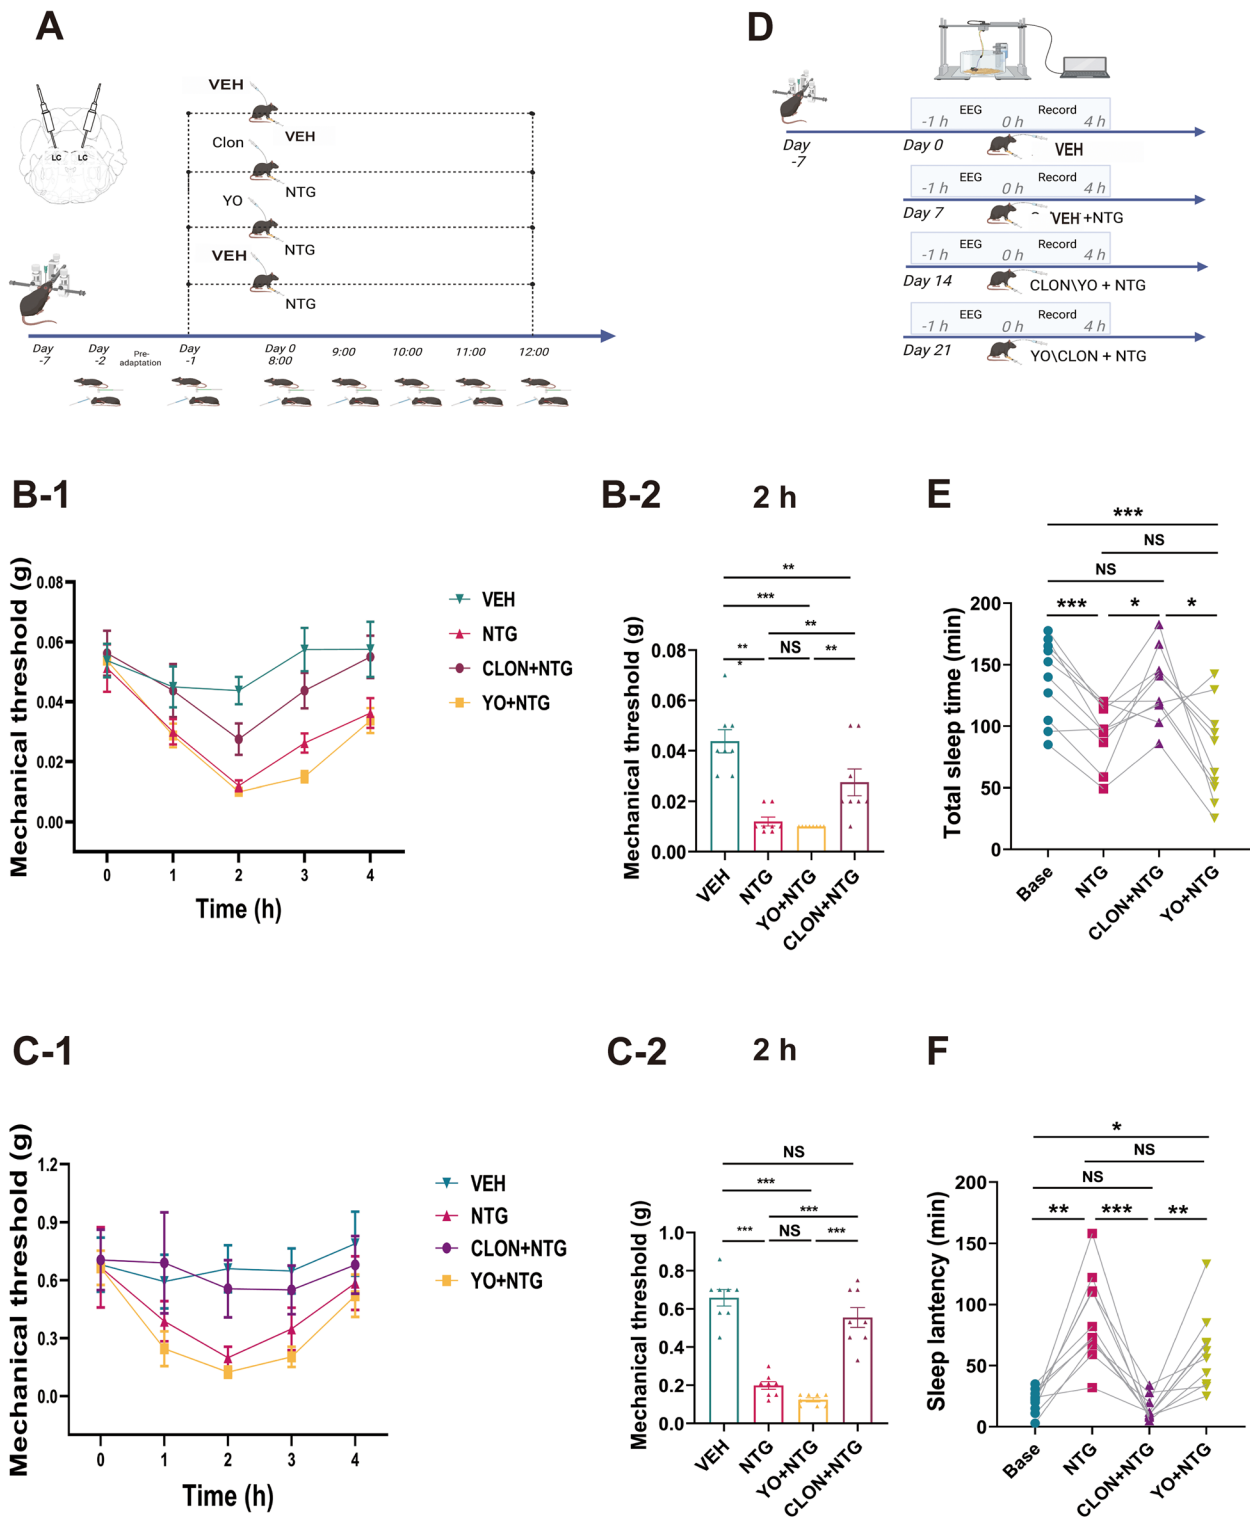 A
VEH
VEH
Clon
NTG
YO
NTG
VEH
NTG
LC LC
Day -7
Day -2
Pre-adaptation
Day -1
Day 0 8:00
9:00
10:00
11:00
12:00
D
EEG Record
-1 h 0 h 4 h
Day -7
Day 0
VEH
EEG Record
-1 h 0 h 4 h
Day 7
VEH +NTG
EEG Record
-1 h 0 h 4 h
Day 14
CLON\YO + NTG
EEG Record
-1 h 0 h 4 h
Day 21
YO\CLON + NTG
B-1
Mechanical threshold (g)
0.08
0.06
0.04
0.02
0.00
0 1 2 3 4
Time (h)
VEH
NTG
CLON+NTG
YO+NTG
B-2
2 h
Mechanical threshold (g)
0.08
0.06
0.04
0.02
0.00
**
***
**
** NS **
*
VEH
NTG
YO+NTG
CLON+NTG
E
Total sleep time (min)
200
150
100
50
0
***
NS
NS
*** * *
Base
NTG
CLON+NTG
YO+NTG
C-1
Mechanical threshold (g)
1.2
0.9
0.6
0.3
0.0
0 1 2 3 4
Time (h)
VEH
NTG
CLON+NTG
YO+NTG
C-2
2 h
Mechanical threshold (g)
1.0
0.8
0.6
0.4
0.2
0.0
NS
***
***
*** NS ***
VEH
NTG
YO+NTG
CLON+NTG
F
Sleep lantency (min)
200
150
100
50
0
*
NS
NS
** *** **
Base
NTG
CLON+NTG
YO+NTG